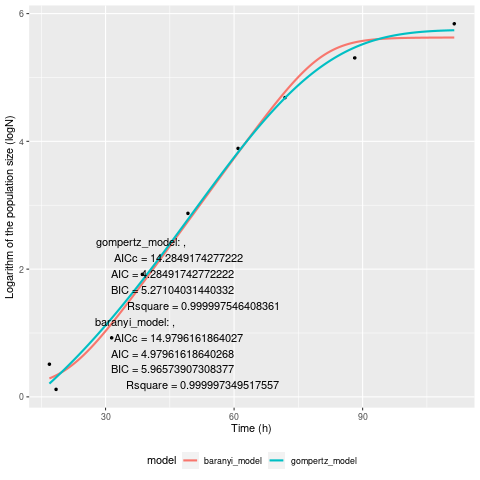 6
4
2
0
Logarithm of the population size (logN)
gompertz_model: ,
AICc = 14.2849174277222
AIC = 4.28491742772222
BIC = 5.27104031440332
Rsquare = 0.999997546408361
baranyi_model: ,
AICc = 14.9796161864027
AIC = 4.97961618640268
BIC = 5.96573907308377
Rsquare = 0.999997349517557
30 60 90
Time (h)
model baranyi_model gompertz_model